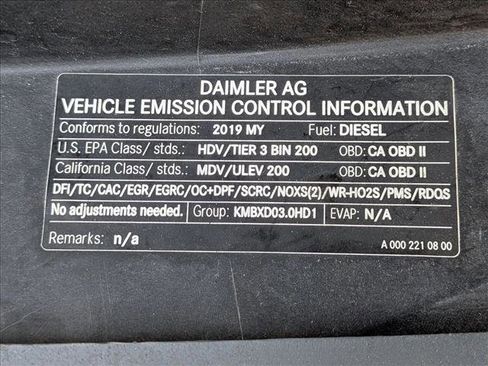 DAIMLER AG
VEHICLE EMISSION CONTROL INFORMATION
Conforms to regulations: 2019 MY Fuel: DIESEL
U.S. EPA Class/ stds.: HDV/TIER 3 BIN 200 OBD: CA OBD II
California Class/ stds.: MDV/ULEV 200 OBD: CA OBD II
DFI/TC/CAC/EGR/EGRC/OC+DPF/SCRC/NOXS(2)/WR-HO2S/PMS/RDQS
No adjustments needed. Group: KMBXD03.0HD1 EVAP: N/A
Remarks: n/a A 000 221 08 00